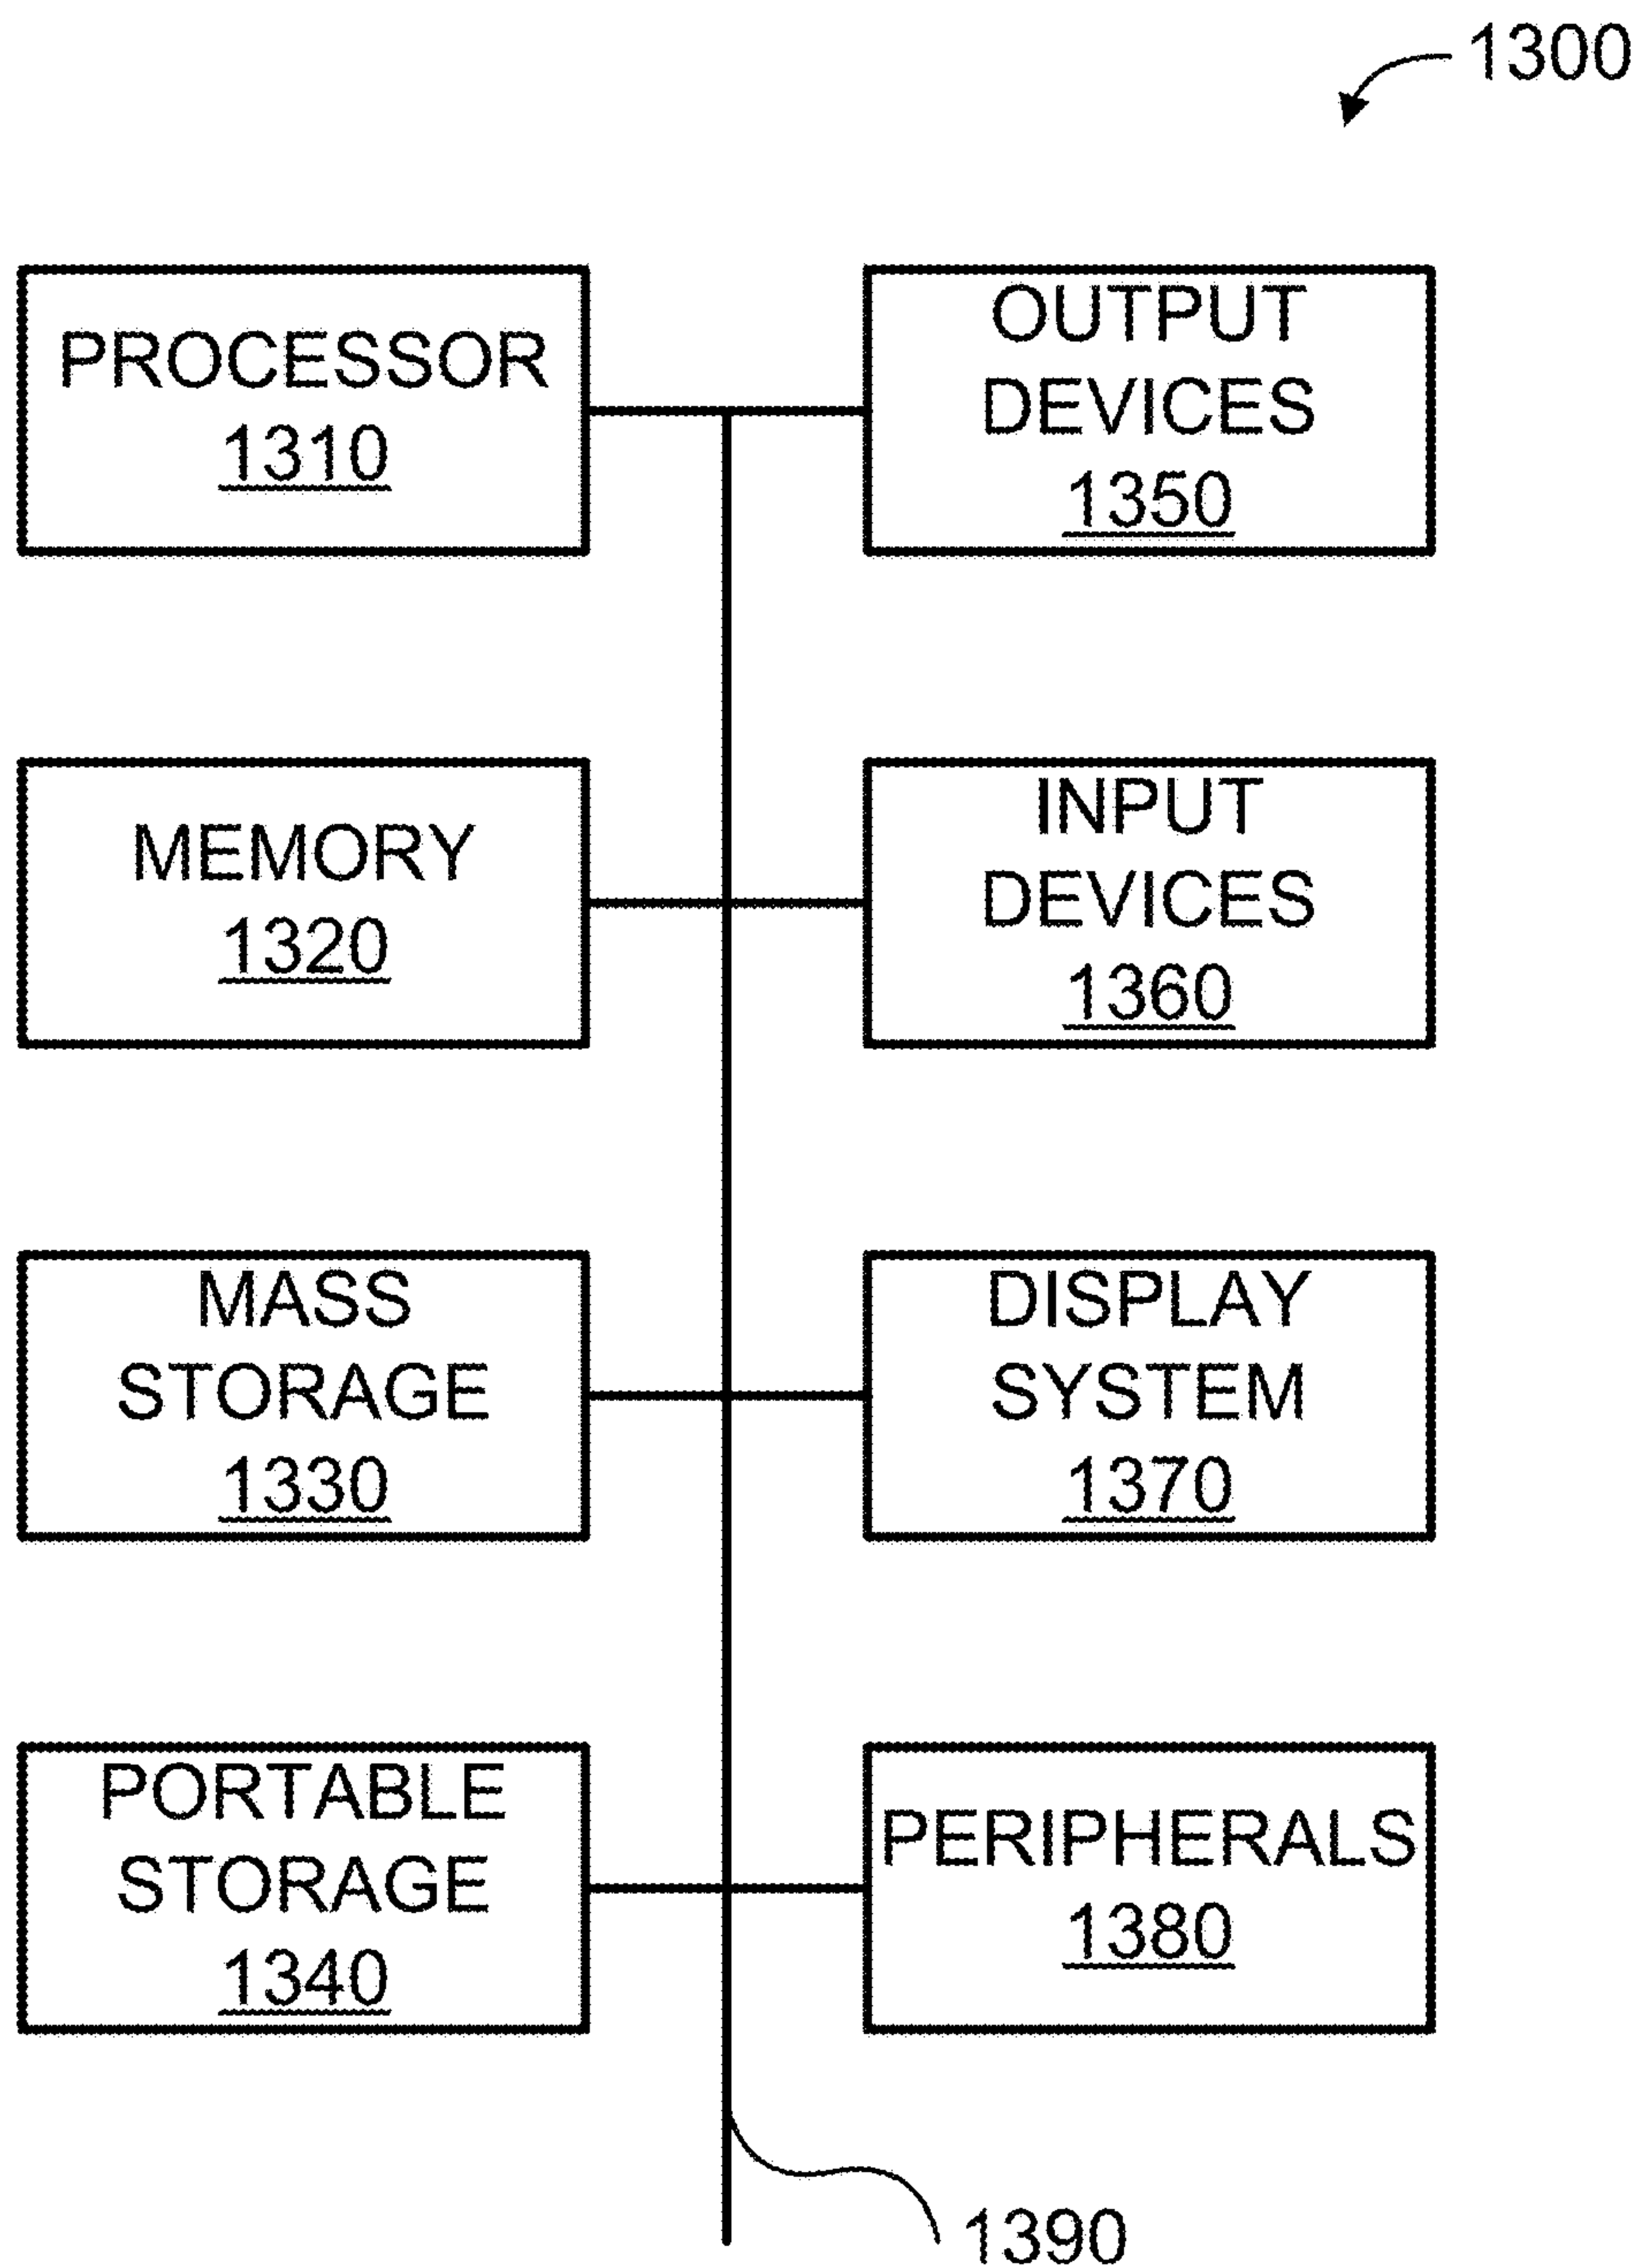 1300
PROCESSOR
1310
OUTPUT
DEVICES
1350
MEMORY
1320
INPUT
DEVICES
1360
MASS
STORAGE
1330
DISPLAY
SYSTEM
1370
PORTABLE
STORAGE
1340
PERIPHERALS
1380
1390